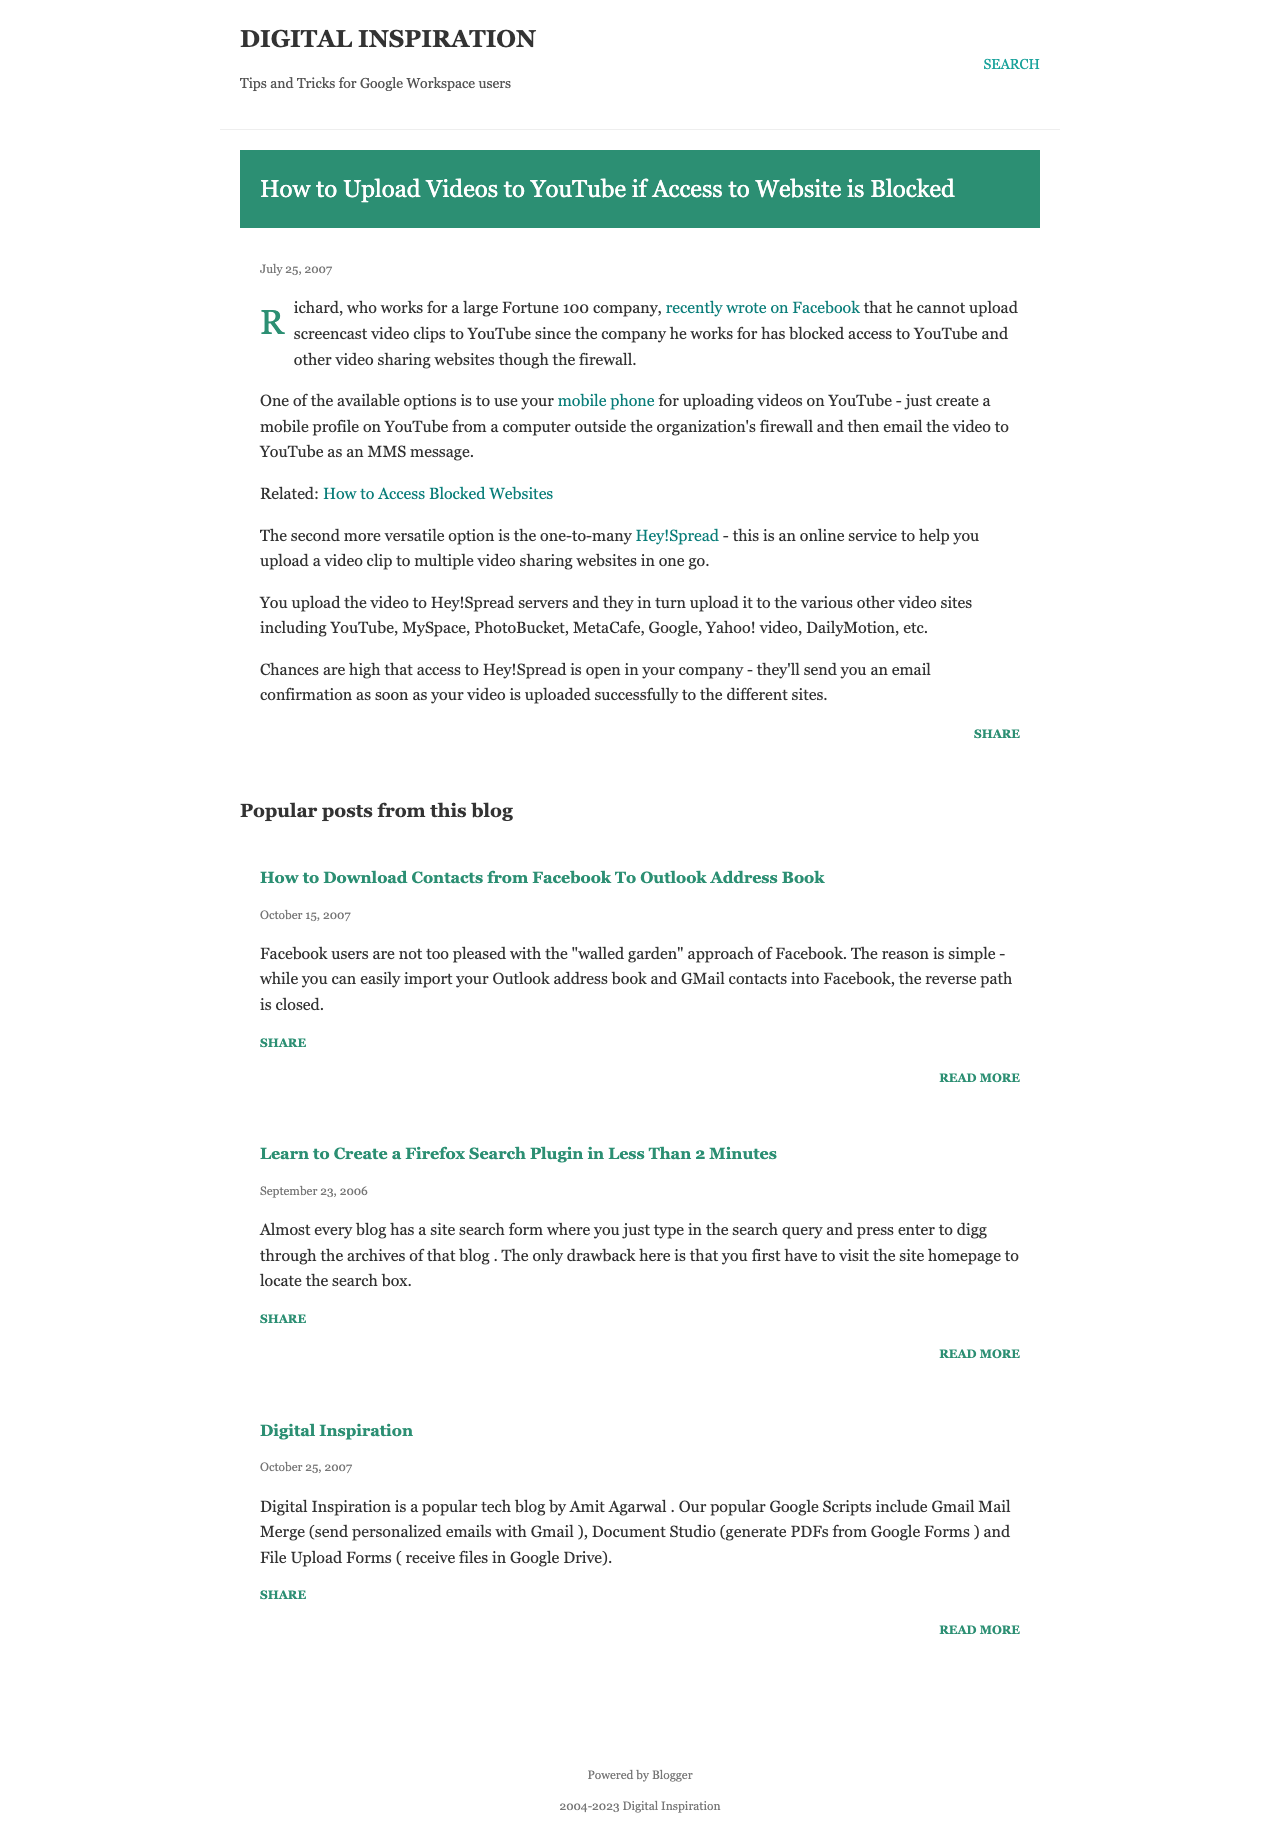 DIGITAL INSPIRATION
Tips and Tricks for Google Workspace users
SEARCH
How to Upload Videos to YouTube if Access to Website is Blocked
July 25, 2007
Richard, who works for a large Fortune 100 company, recently wrote on Facebook that he cannot upload
screencast video clips to YouTube since the company he works for has blocked access to YouTube and
other video sharing websites though the firewall.
One of the available options is to use your mobile phone for uploading videos on YouTube - just create a
mobile profile on YouTube from a computer outside the organization's firewall and then email the video to
YouTube as an MMS message.
Related: How to Access Blocked Websites
The second more versatile option is the one-to-many Hey!Spread - this is an online service to help you
upload a video clip to multiple video sharing websites in one go.
You upload the video to Hey!Spread servers and they in turn upload it to the various other video sites
including YouTube, MySpace, PhotoBucket, MetaCafe, Google, Yahoo! video, DailyMotion, etc.
Chances are high that access to Hey!Spread is open in your company - they'll send you an email
confirmation as soon as your video is uploaded successfully to the different sites.
SHARE
Popular posts from this blog
How to Download Contacts from Facebook To Outlook Address Book
October 15, 2007
Facebook users are not too pleased with the "walled garden" approach of Facebook. The reason is simple -
while you can easily import your Outlook address book and GMail contacts into Facebook, the reverse path
is closed.
SHARE
READ MORE
Learn to Create a Firefox Search Plugin in Less Than 2 Minutes
September 23, 2006
Almost every blog has a site search form where you just type in the search query and press enter to digg
through the archives of that blog . The only drawback here is that you first have to visit the site homepage to
locate the search box.
SHARE
READ MORE
Digital Inspiration
October 25, 2007
Digital Inspiration is a popular tech blog by Amit Agarwal . Our popular Google Scripts include Gmail Mail
Merge (send personalized emails with Gmail ), Document Studio (generate PDFs from Google Forms ) and
File Upload Forms ( receive files in Google Drive).
SHARE
READ MORE
Powered by Blogger
2004-2023 Digital Inspiration